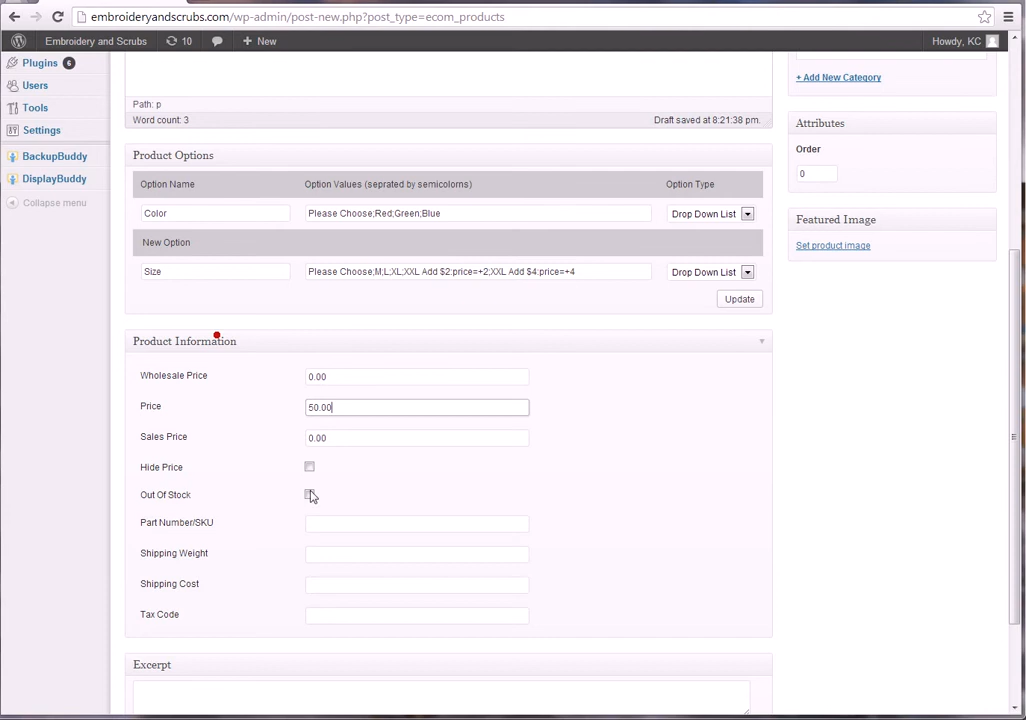 embroideryandscrubs.com/wp-admin/post-new.php?post_type=ecom_products
Embroidery and Scrubs 10 New Howdy, KC
Plugins 6
Users
Tools
Settings
BackupBuddy
DisplayBuddy
Collapse menu
Path: p
Word count: 3 Draft saved at 8:21:38 pm.
Product Options
Option Name Option Values (seprated by semicolorns) Option Type
Color Please Choose;Red;Green;Blue Drop Down List
New Option
Size Please Choose;M;L;XL;XXL Add $2:price=+2;XXL Add $4:price=+4 Drop Down List
Update
Product Information
Wholesale Price 0.00
Price 50.00
Sales Price 0.00
Hide Price
Out Of Stock
Part Number/SKU
Shipping Weight
Shipping Cost
Tax Code
Excerpt
+ Add New Category
Attributes
Order
0
Featured Image
Set product image